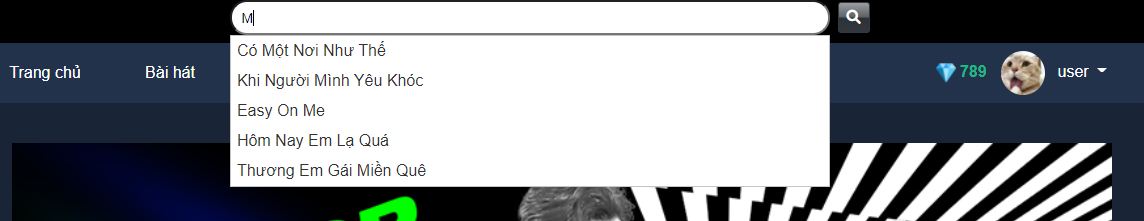 M
Có Một Nơi Như Thế
Trang chủ
Bài hát
Khi Người Mình Yêu Khóc
789
user
Easy On Me
Hôm Nay Em Lạ Quá
Thương Em Gái Miền Quê